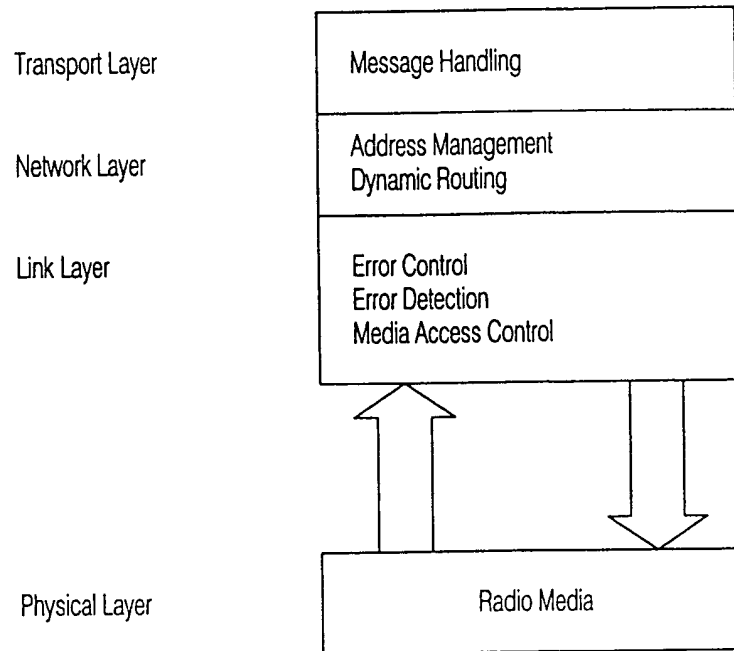 Transport Layer
Message Handling
Network Layer
Address Management
Dynamic Routing
Link Layer
Error Control
Error Detection
Media Access Control
Physical Layer
Radio Media